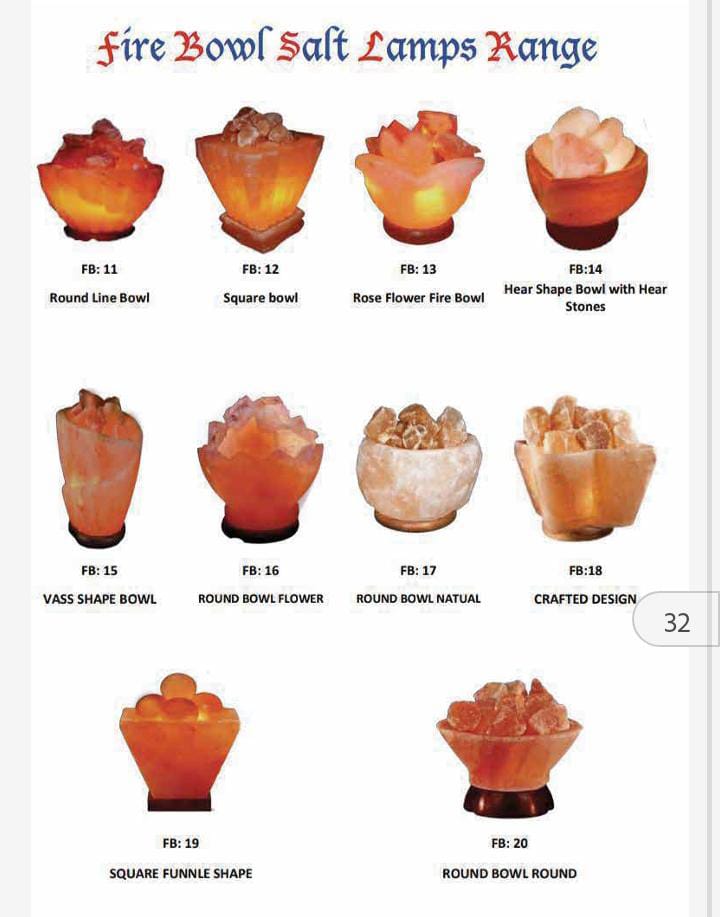 Fire Bowl Salt Lamps Range
FB: 11
FB: 12
FB: 13
FB:14
Round Line Bowl
Square bowl
Rose Flower Fire Bowl
Hear Shape Bowl with Hear
Stones
FB: 15
FB: 16
FB: 17
FB:18
VASS SHAPE BOWL
ROUND BOWL FLOWER
ROUND BOWL NATUAL
CRAFTED DESIGN
32
FB: 19
FB: 20
SQUARE FUNNLE SHAPE
ROUND BOWL ROUND